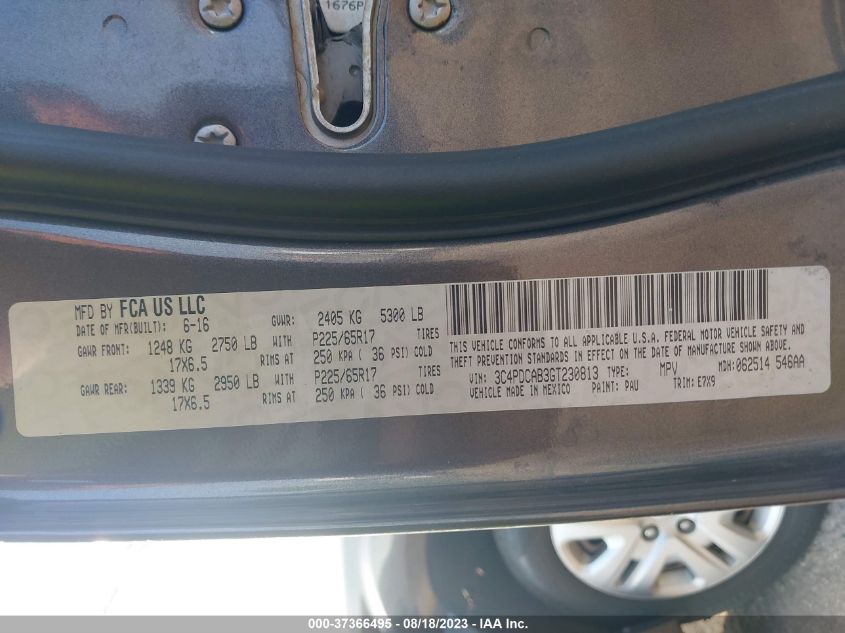 1676P
MFD BY FCA US LLC
DATE OF MFR(BUILT): 6-16 GVWR: 2405 KG 5300 LB
GAWR FRONT: 1248 KG 2750 LB WITH P225/65R17 TIRES
17X6.5 RIMS AT 250 KPA ( 36 PSI) COLD
GAWR REAR: 1339 KG 2950 LB WITH P225/65R17 TIRES
17X6.5 RIMS AT 250 KPA ( 36 PSI) COLD
THIS VEHICLE CONFORMS TO ALL APPLICABLE U.S.A. FEDERAL MOTOR VEHICLE SAFETY AND
THEFT PREVENTION STANDARDS IN EFFECT ON THE DATE OF MANUFACTURE SHOWN ABOVE.
VIN: 3C4PDCAB3GT230813 TYPE: MPV MDH: 062514 546AA
VEHICLE MADE IN MEXICO PAINT: PAU TRIM: E7X9
000-37366495 - 08/18/2023 - IAA Inc.